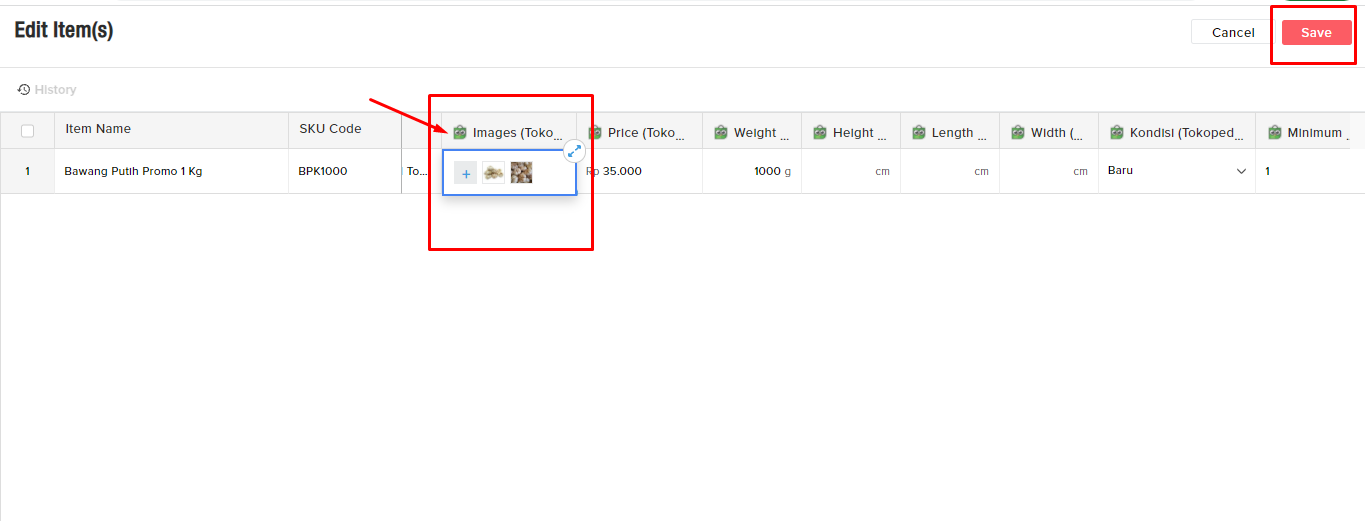 Edit Item(s)
Cancel
Save
History
Item Name
SKU Code
Images (Toko...
Price (Toko ...
Weight ...
Height ...
Length ...
Width (...
Kondisi (Tokoped...
Minimum ...
1
Bawang Putih Promo 1 Kg
BPK1000
To...
+
Rp 35.000
1000 g
cm
cm
cm
Baru
1